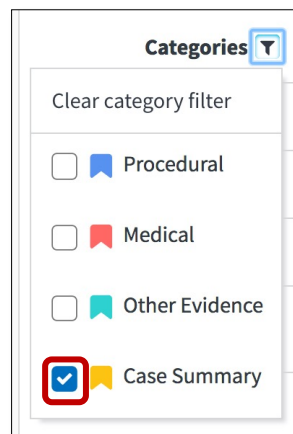 Categories
Clear category filter
Procedural
Medical
Other Evidence
Case Summary